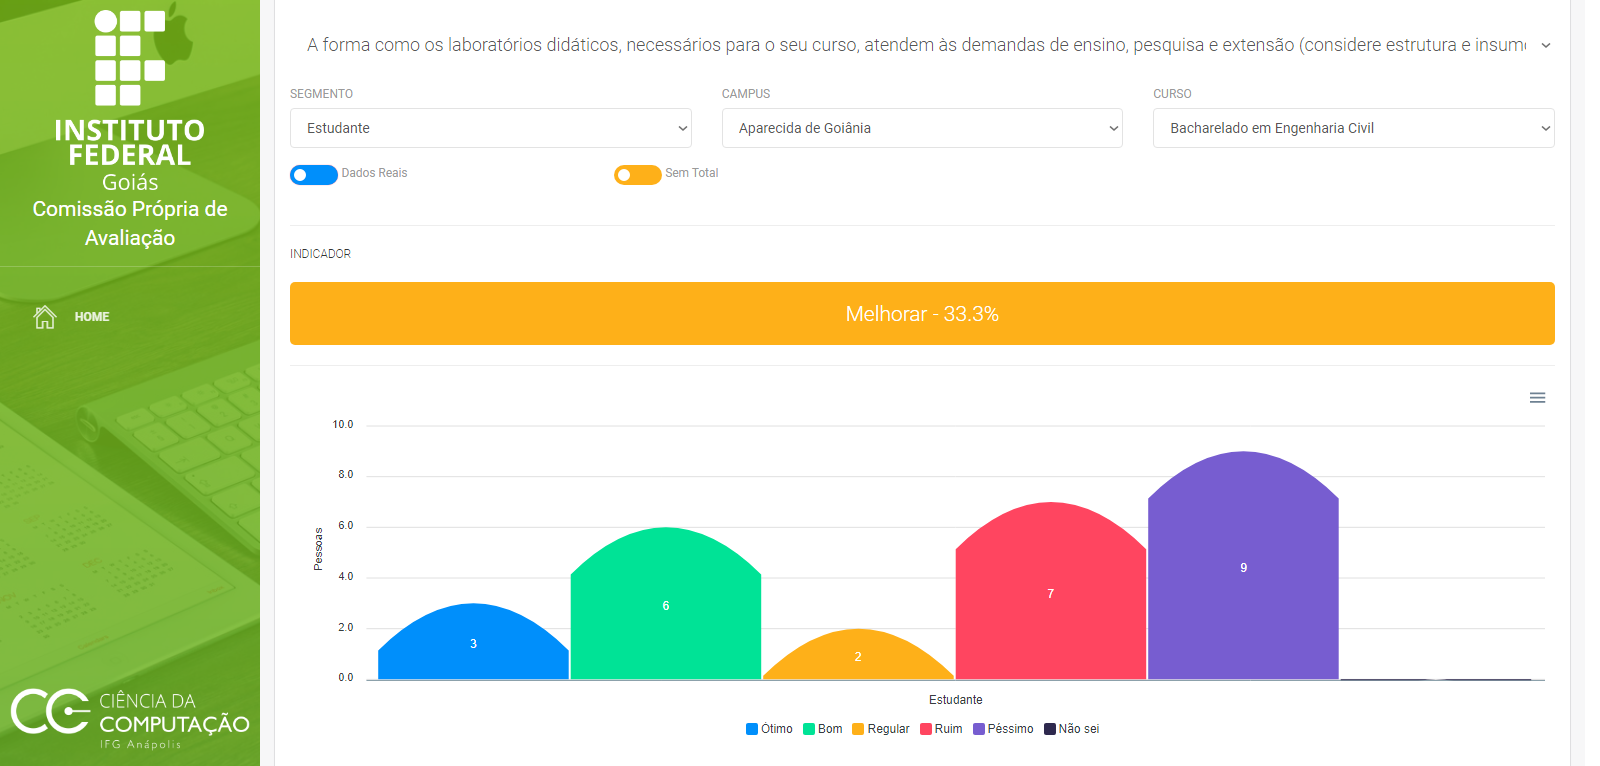 INSTITUTO
FEDERAL
Goiás
Comissão Própria de
Avaliação
HOME
CIÊNCIA DA
COMPUTAÇÃO
IFG Anápolis
A forma como os laboratórios didáticos, necessários para o seu curso, atendem às demandas de ensino, pesquisa e extensão (considere estrutura e
SEGMENTO CAMPUS CURSO
Estudante Aparecida de Goiânia Bacharelado em Engenharia Civil
Dados Reais Sem Total
INDICADOR
Melhorar - 33.3%
10.0
8.0
6.0
4.0
2.0
0.0
Pessoas
3
6
2
7
9
Estudante
Ótimo Bom Regular Ruim Péssimo Não sei